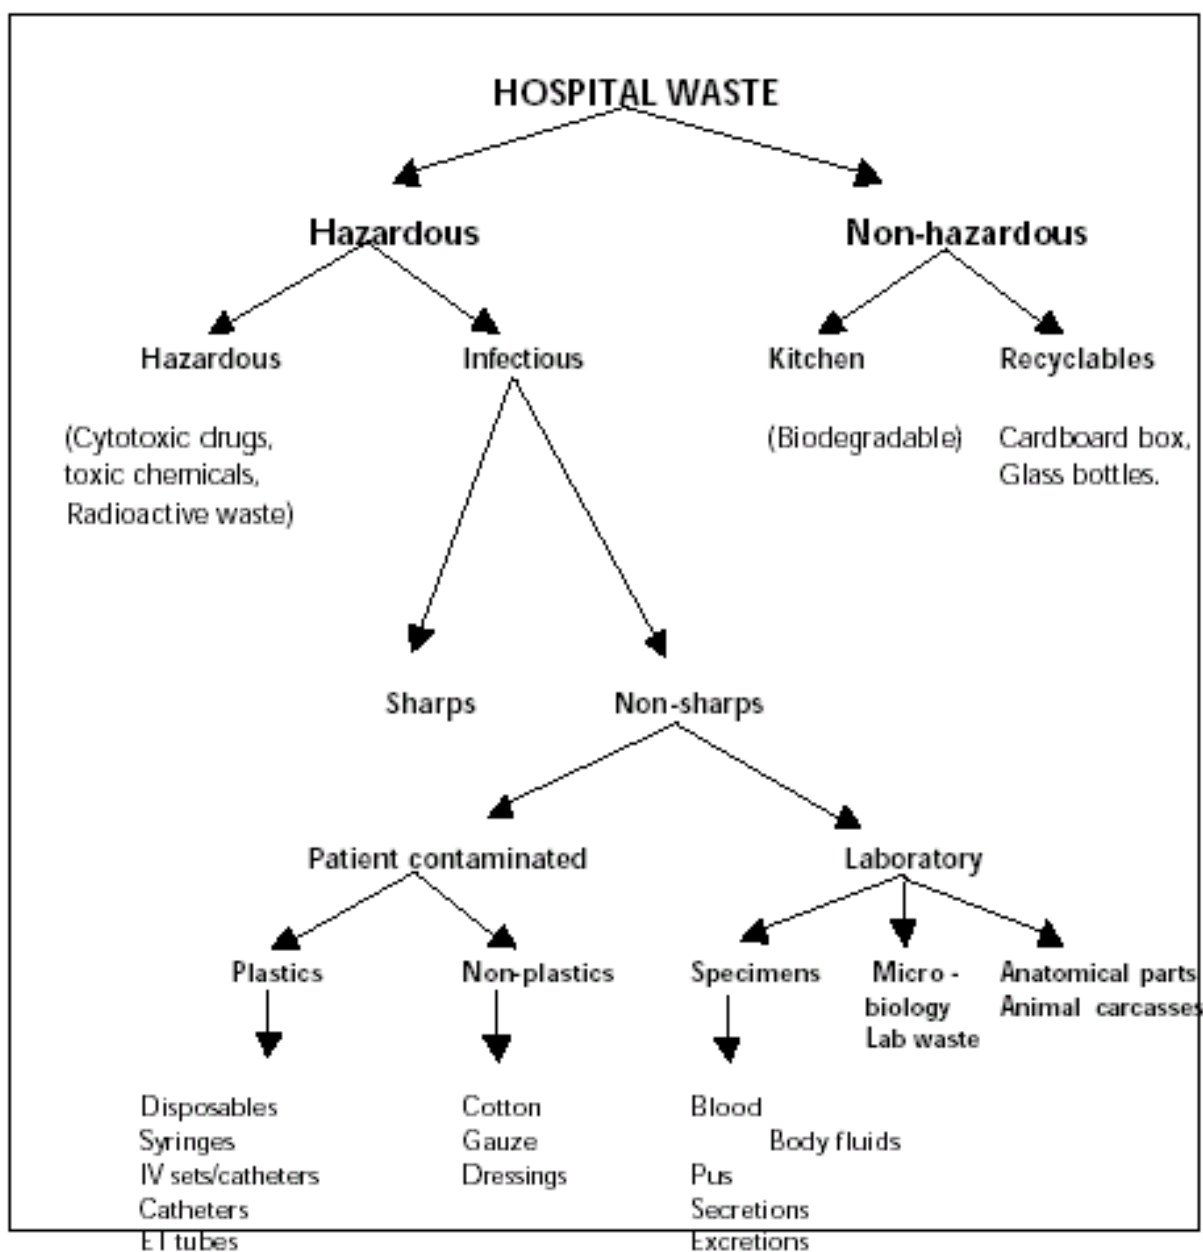 HOSPITAL WASTE
Hazardous
Non-hazardous
Hazardous
Infectious
Kitchen
Recyclables
(Cytotoxic drugs,
toxic chemicals,
Radioactive waste)
(Biodegradable)
Cardboard box,
Glass bottles.
Sharps
Non-sharps
Patient contaminated
Laboratory
Plastics
Non-plastics
Specimens
Micro -
biology
Lab waste
Anatomical parts
Animal carcasses
Disposables
Syringes
IV sets/catheters
Catheters
ET tubes
Cotton
Gauze
Dressings
Blood
Body fluids
Pus
Secretions
Excretions